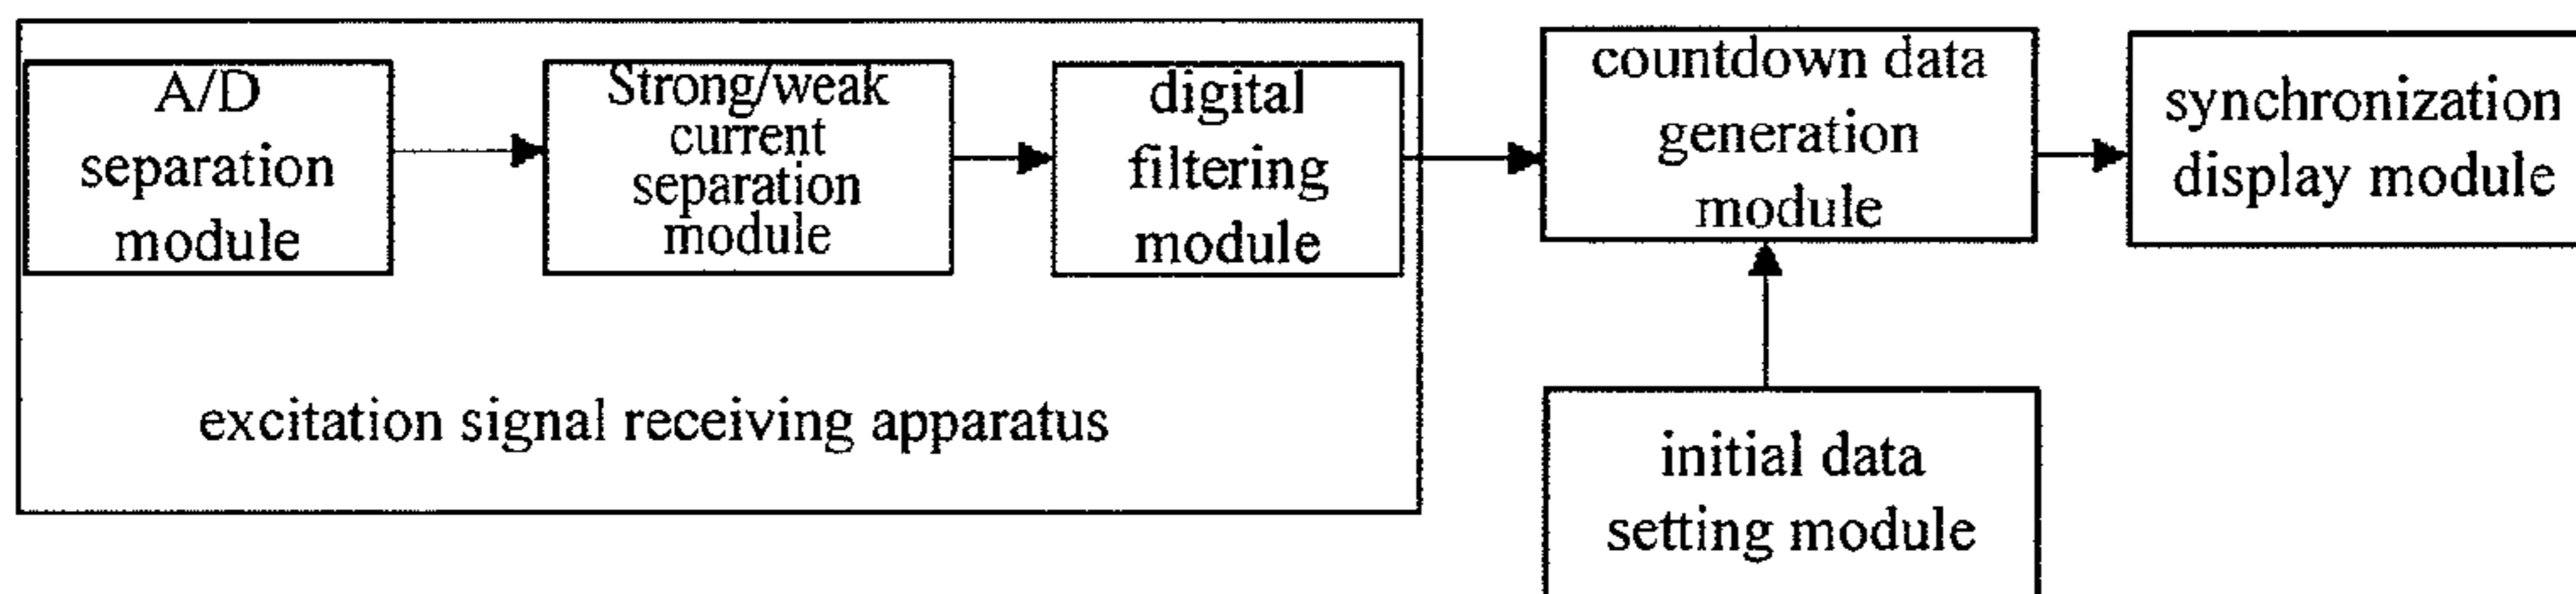 A/D
separation
module
Strong/weak
current
separation
module
digital
filtering
module
countdown data
generation
module
synchronization
display module
excitation signal receiving apparatus
initial data
setting module